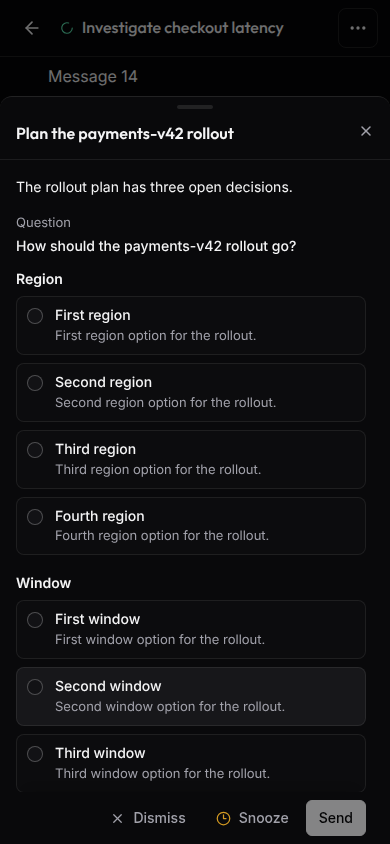 Investigate checkout latency
Message 14
Plan the payments-v42 rollout
The rollout plan has three open decisions.
Question
How should the payments-v42 rollout go?
Region
First region
First region option for the rollout.
Second region
Second region option for the rollout.
Third region
Third region option for the rollout.
Fourth region
Fourth region option for the rollout.
Window
First window
First window option for the rollout.
Second window
Second window option for the rollout.
Third window
Third window option for the rollout.
Dismiss Snooze Send